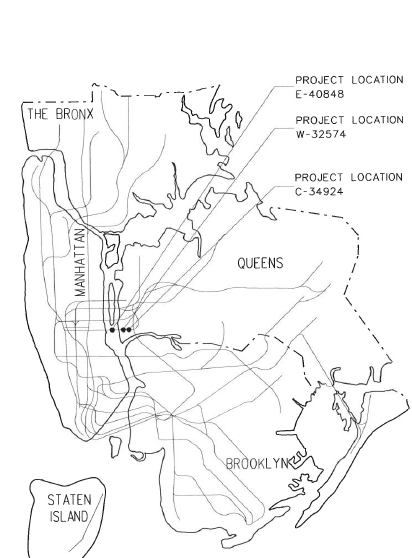 PROJECT LOCATION
E-40848
THE BRONX
PROJECT LOCATION
W-32574
PROJECT LOCATION
C-34924
MANHATTAN
QUEENS
BROOKLYN
STATEN
ISLAND